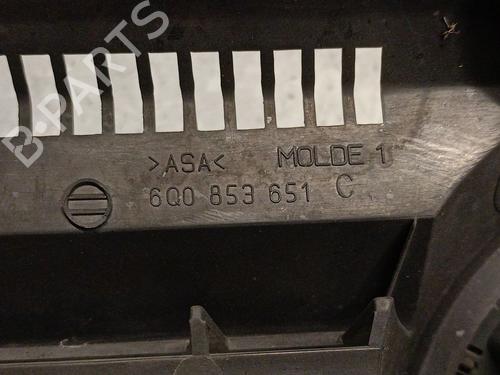 B-PARTS
>ASA< MOLDE 1
6Q0 853 651 C